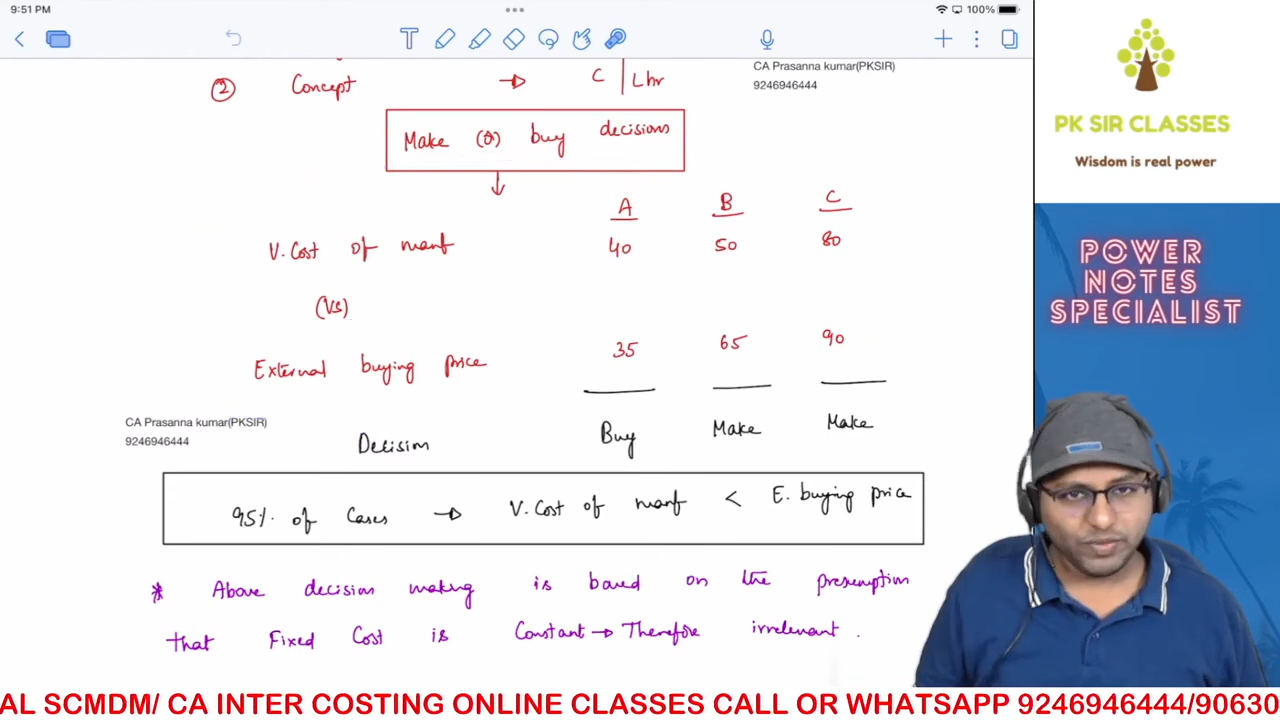 9:51 PM
100%
T
CA Prasanna kumar(PKSIR)
9246946444
② Concept → C | Lhr
Make (or) buy decisions
A B C
V. Cost of manf 40 50 80
(Vs)
External buying price 35 65 90
CA Prasanna kumar(PKSIR)
9246946444
Decision Buy Make Make
95% of Cases → V. Cost of manf < E. buying price
* Above decision making is based on the presumption
that Fixed Cost is Constant → Therefore irrelevant .
PK SIR CLASSES
Wisdom is real power
POWER
NOTES
SPECIALIST
AL SCMDM/ CA INTER COSTING ONLINE CLASSES CALL OR WHATSAPP 9246946444/90630